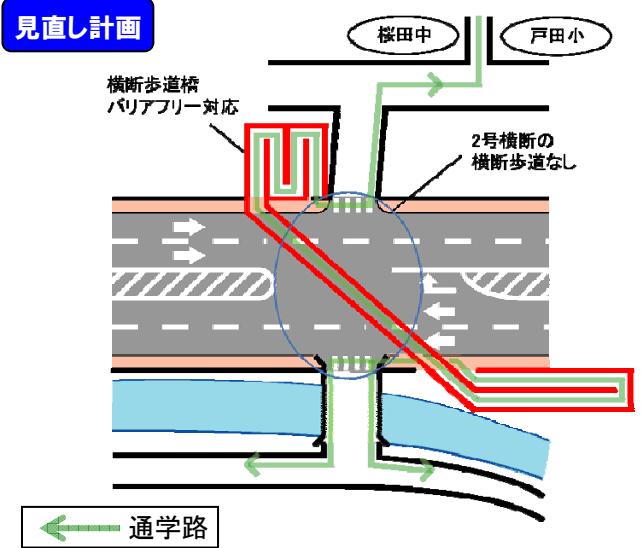 見直し計画
桜田中
戸田小
横断歩道橋
バリアフリー対応
2号横断の
横断歩道なし
通学路